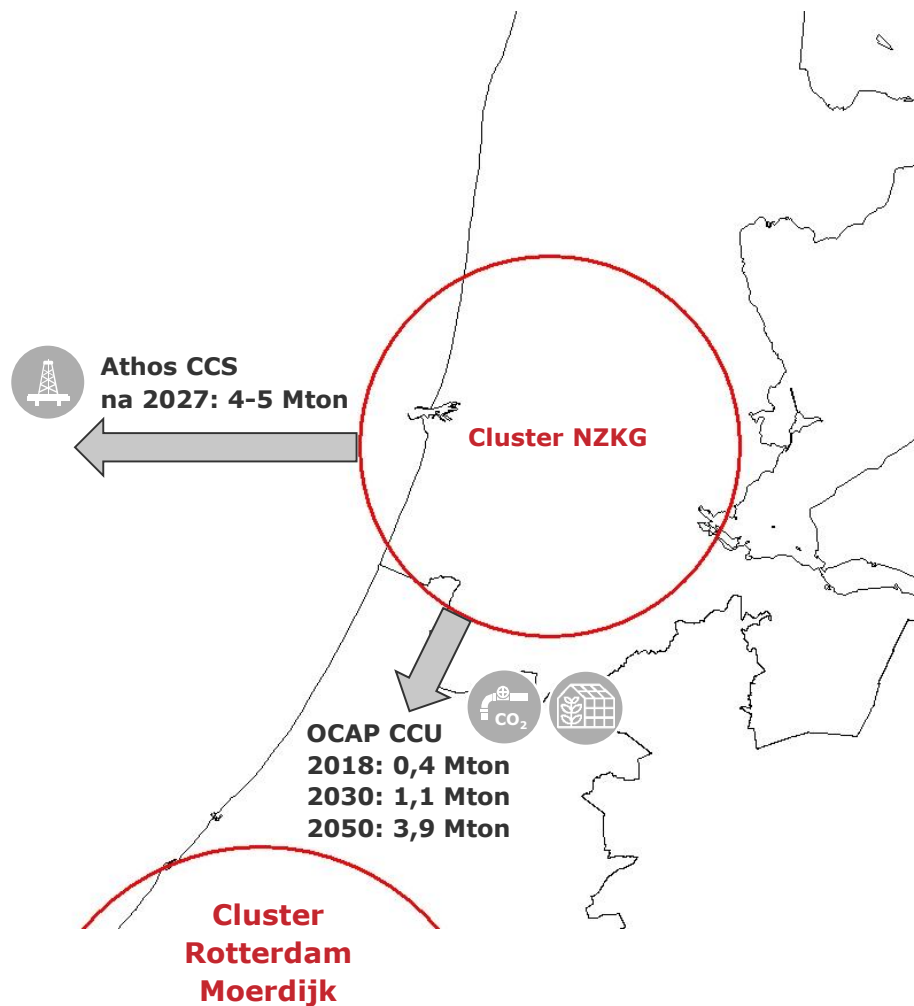 Athos CCS
na 2027: 4-5 Mton
Cluster NZKG
CO₂
OCAP CCU
2018: 0,4 Mton
2030: 1,1 Mton
2050: 3,9 Mton
Cluster
Rotterdam
Moerdijk